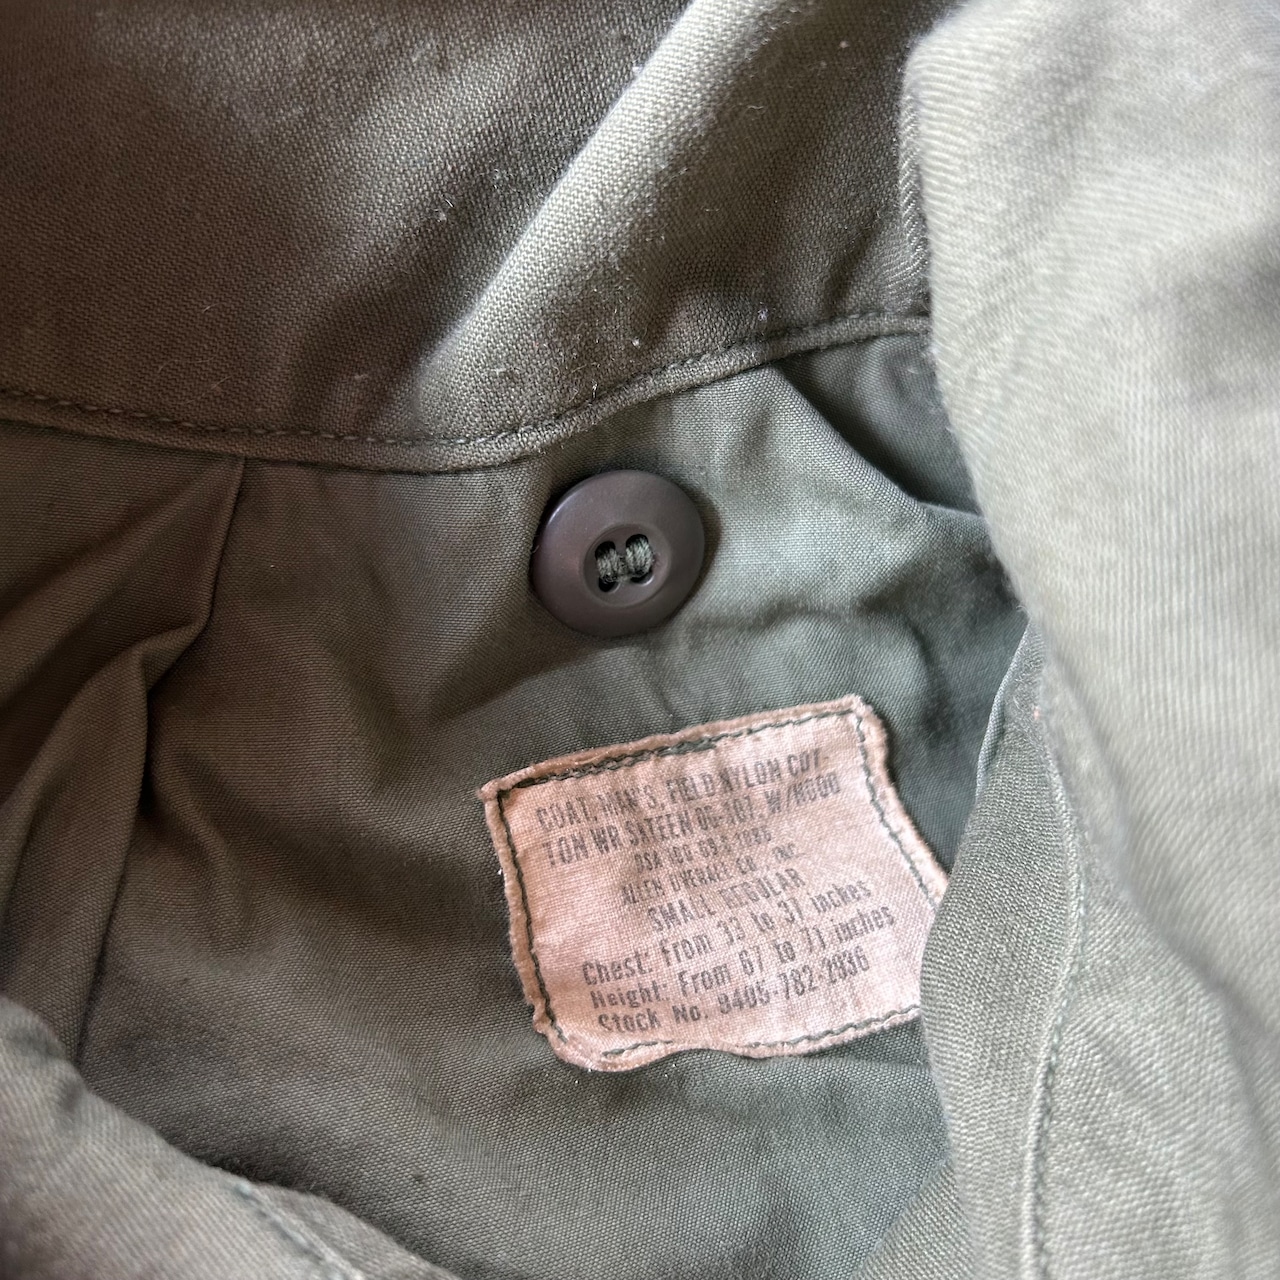 COAT, MAN'S, FIELD NYLON COT-
TON WR SATEEN OG-107, W/HOOD
DSA 100
ALLEN OVERALL CO., INC.
SMALL REGULAR
Chest: From 33 to 37 inches
Height: From 67 to 71 inches
Stock No. 8405-782-2936